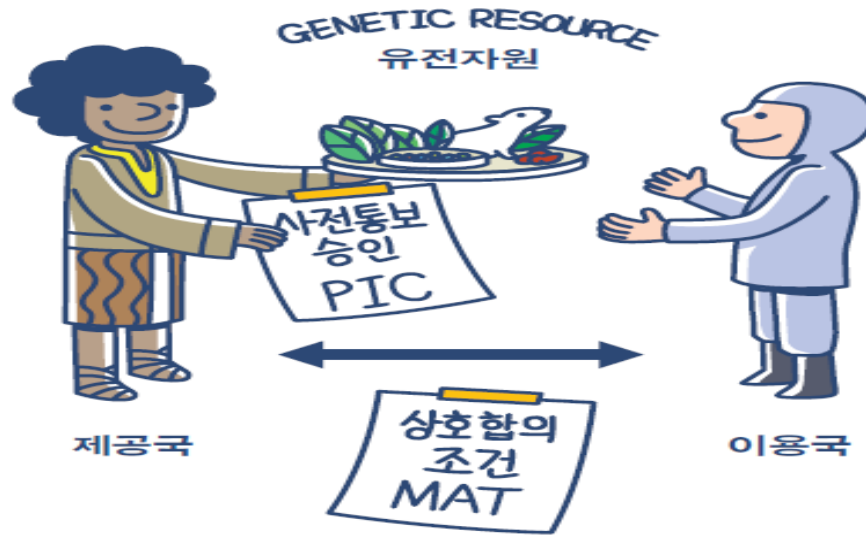 GENETIC RESOURCE
유전자원
사전통보
승인
PIC
제공국
이용국
상호합의
조건
MAT